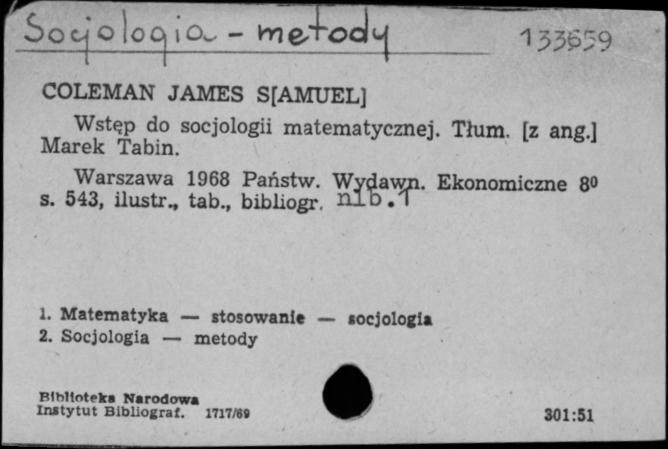 Socjologia - metody 133659
COLEMAN JAMES S[AMUEL]
Wstęp do socjologii matematycznej. Tłum. [z ang.]
Marek Tabin.
Warszawa 1968 Państw. Wydawn. Ekonomiczne 8⁰
s. 543, ilustr., tab., bibliogr. nlb. 1
1. Matematyka — stosowanie — socjologia
2. Socjologia — metody
Biblioteka Narodowa
Instytut Bibliograf. 1717/69 301:51